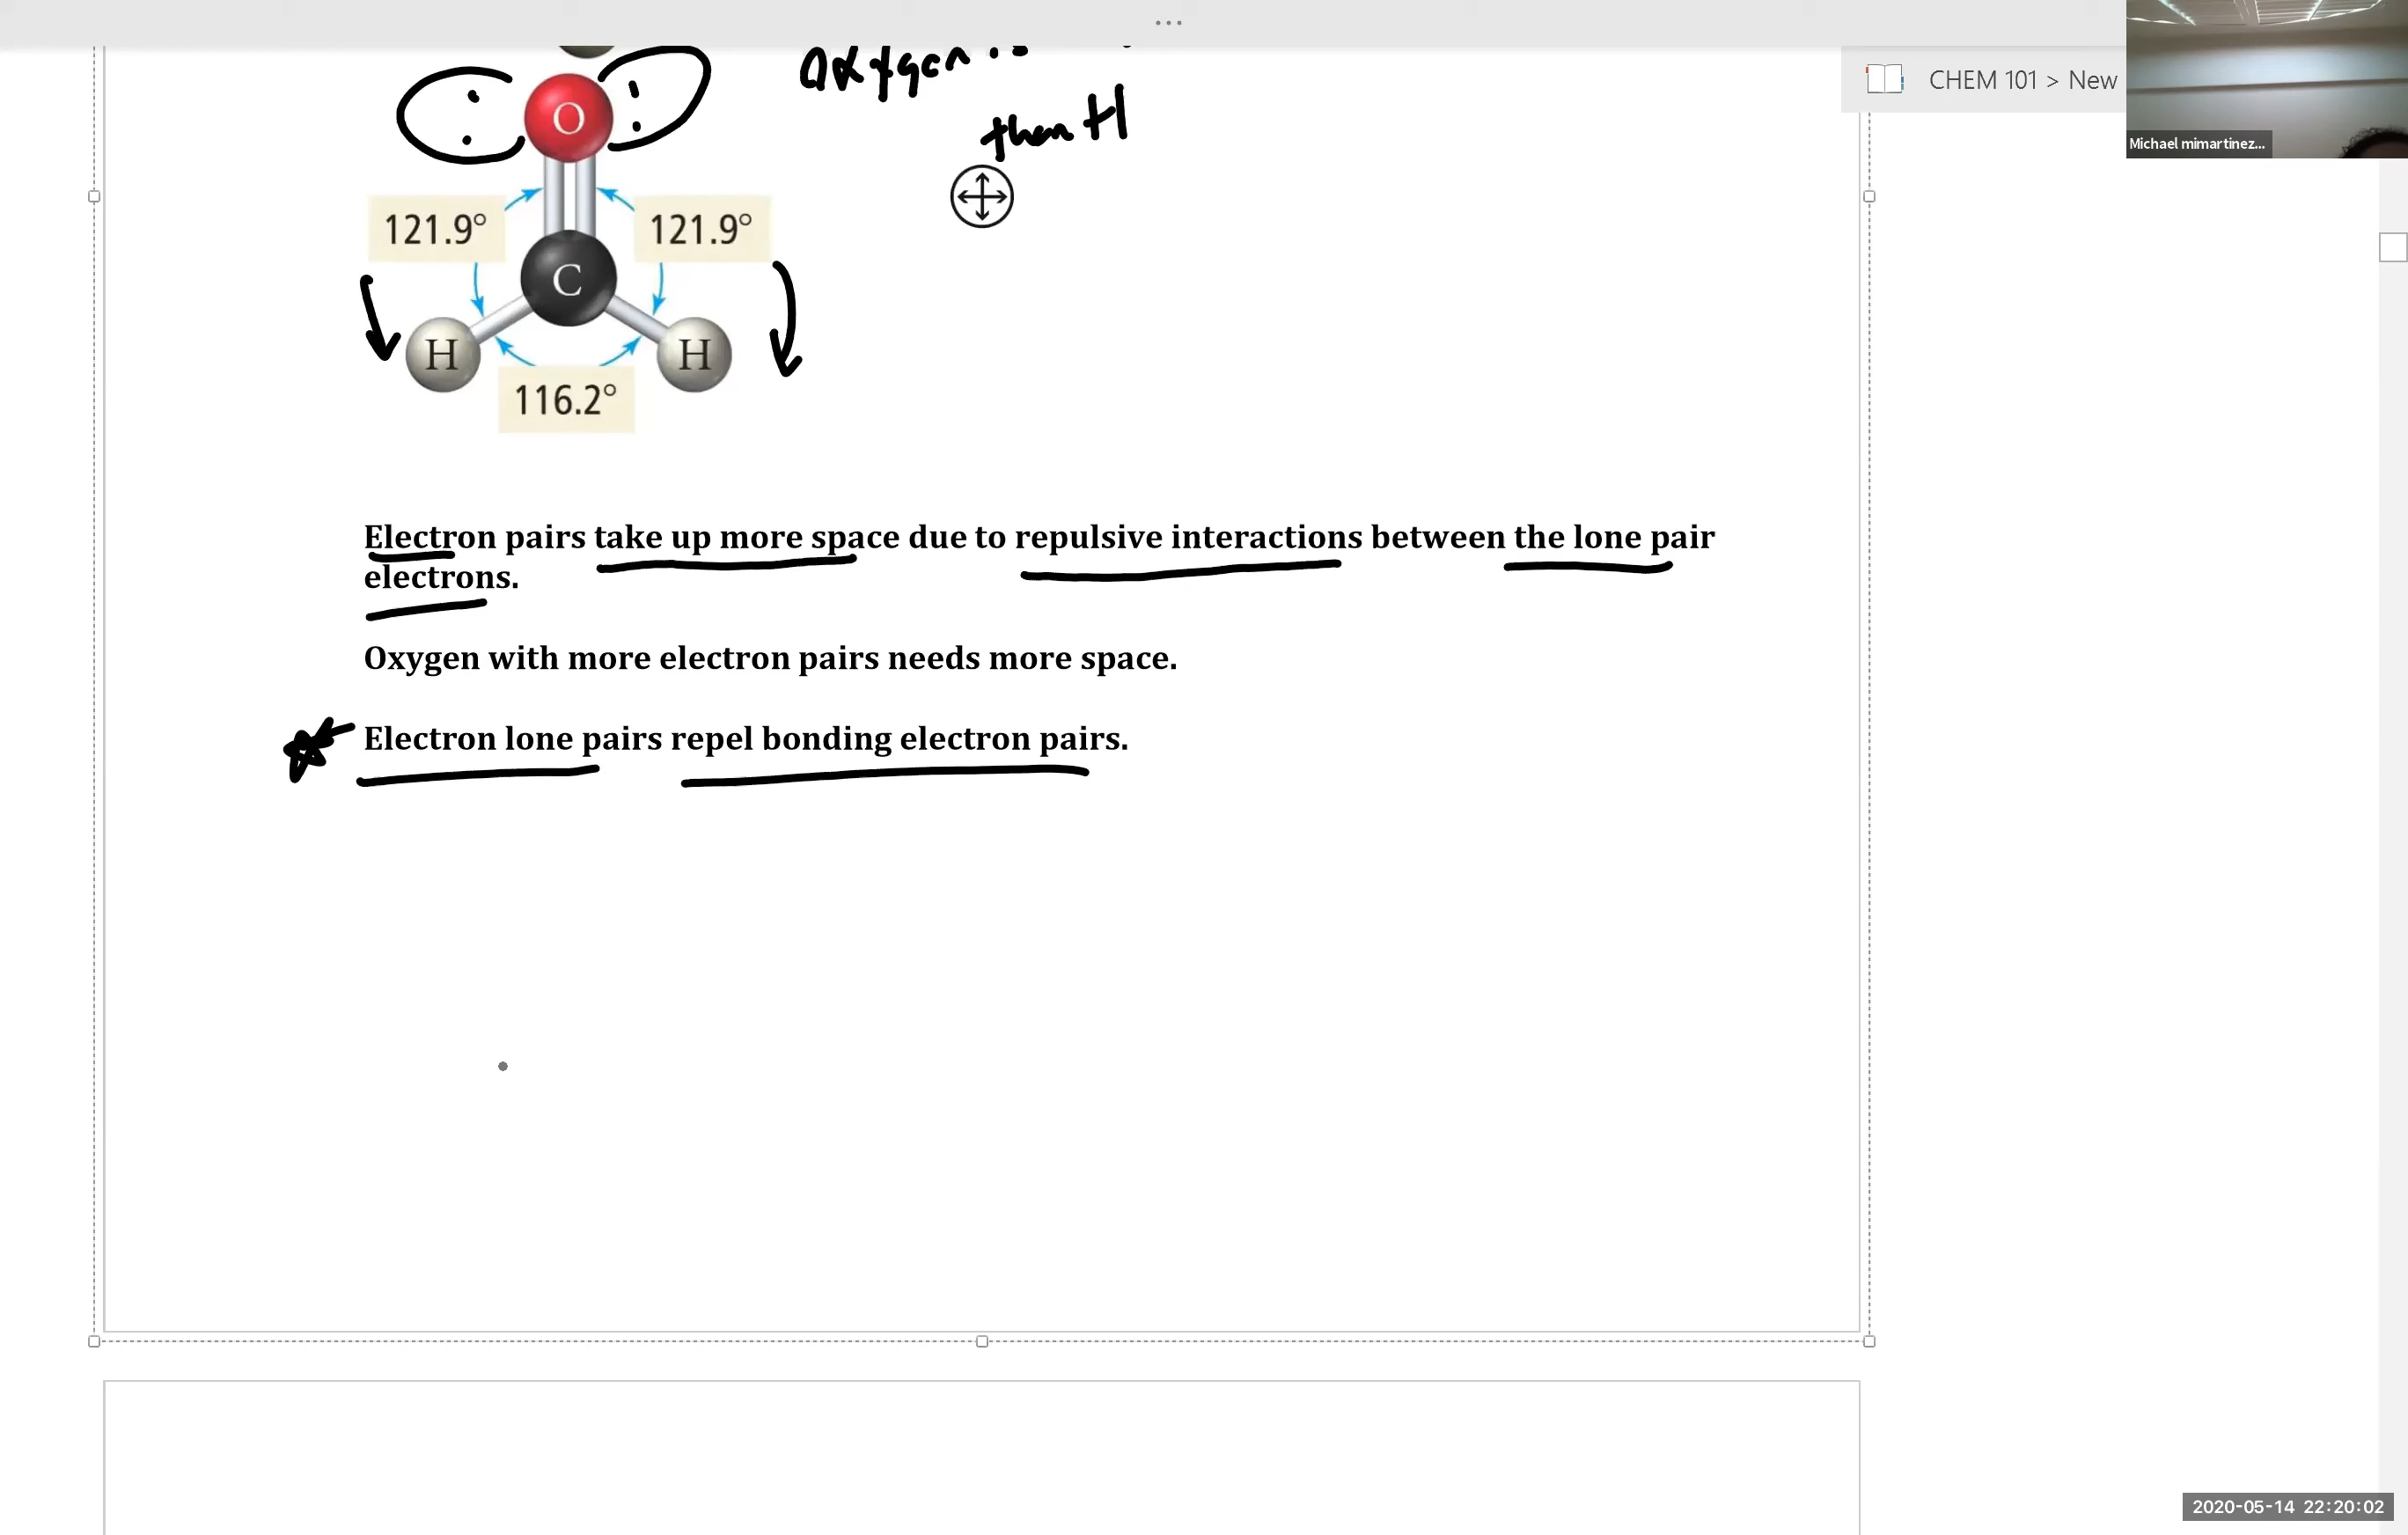 oxygen is
than H
CHEM 101 > New
Michael mimartinez...
O
121.9°
121.9°
C
H
H
116.2°
Electron pairs take up more space due to repulsive interactions between the lone pair
electrons.
Oxygen with more electron pairs needs more space.
Electron lone pairs repel bonding electron pairs.
2020-05-14 22:20:02